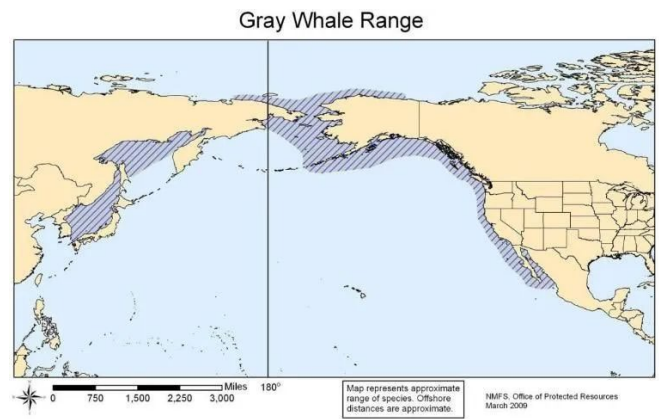 Gray Whale Range
Miles
180°
0 750 1,500 2,250 3,000
Map represents approximate
range of species. Offshore
distances are approximate.
NMFS, Office of Protected Resources
March 2009